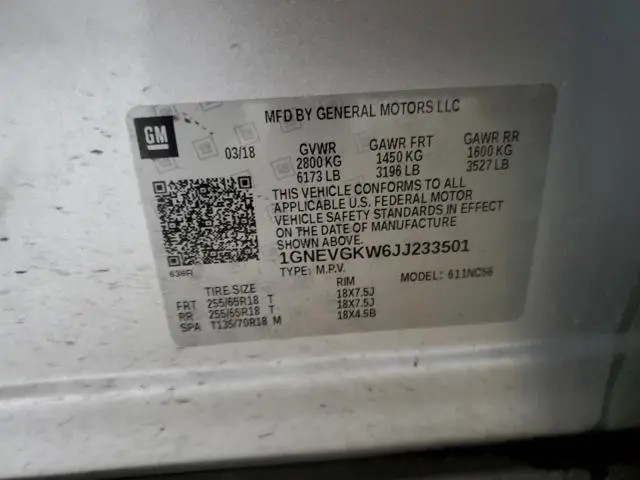 MFD BY GENERAL MOTORS LLC
GM
03/18
GVWR GAWR FRT GAWR RR
2800 KG 1450 KG 1600 KG
6173 LB 3196 LB 3527 LB
THIS VEHICLE CONFORMS TO ALL
APPLICABLE U.S. FEDERAL MOTOR
VEHICLE SAFETY STANDARDS IN EFFECT
ON THE DATE OF MANUFACTURE
SHOWN ABOVE.
1GNEVGKW6JJ233501
636R
TYPE: M.P.V. MODEL: 611NC56
TIRE SIZE RIM
FRT 255/65R18 T 18X7.5J
RR 255/65R18 T 18X7.5J
SPA T135/70R18 M 18X4.5B